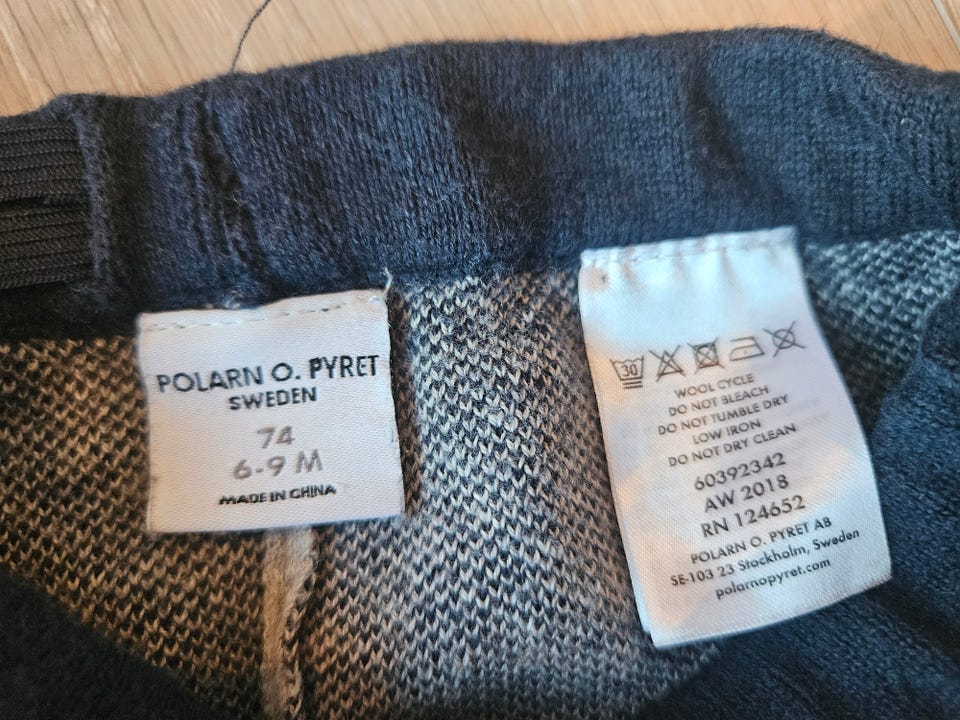 POLARN O. PYRET
SWEDEN
74
6-9 M
MADE IN CHINA
30
WOOL CYCLE
DO NOT BLEACH
DO NOT TUMBLE DRY
LOW IRON
DO NOT DRY CLEAN
60392342
AW 2018
RN 124652
POLARN O. PYRET AB
SE-103 23 Stockholm, Sweden
polarnopyret.com